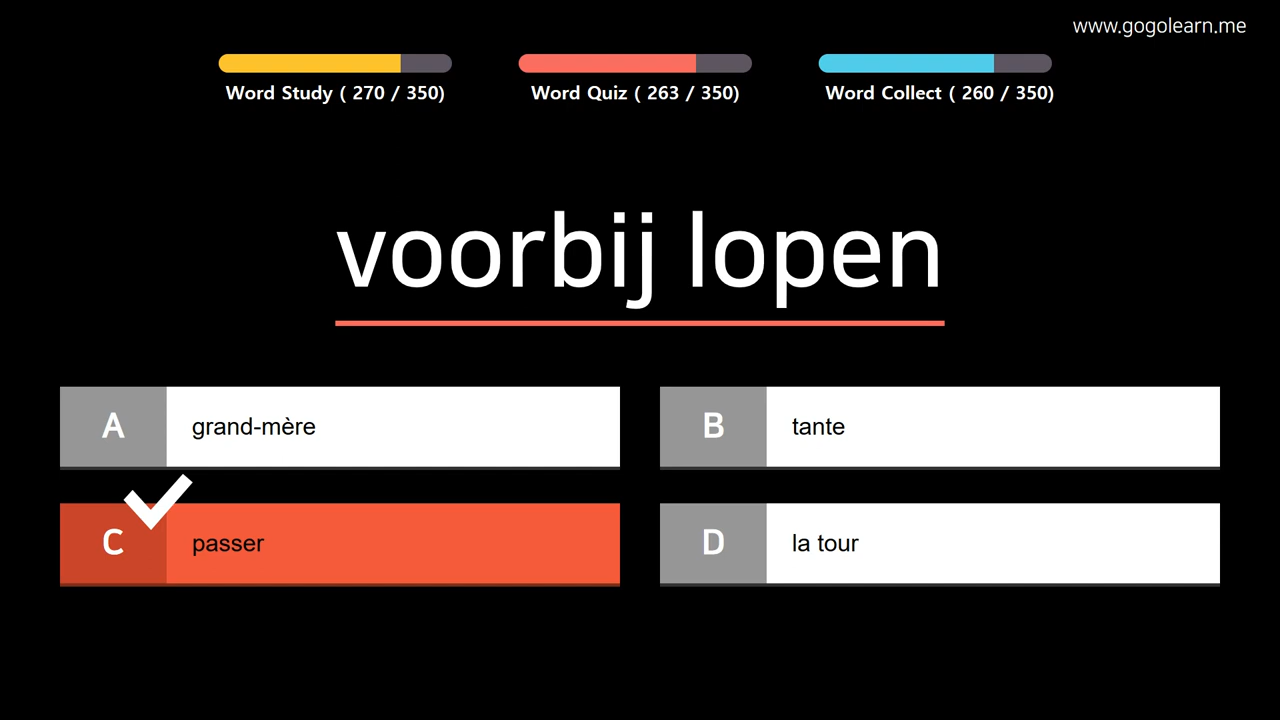 www.gogolearn.me
Word Study ( 270 / 350)
Word Quiz ( 263 / 350)
Word Collect ( 260 / 350)
voorbij lopen
A grand-mère
B tante
C passer
D la tour